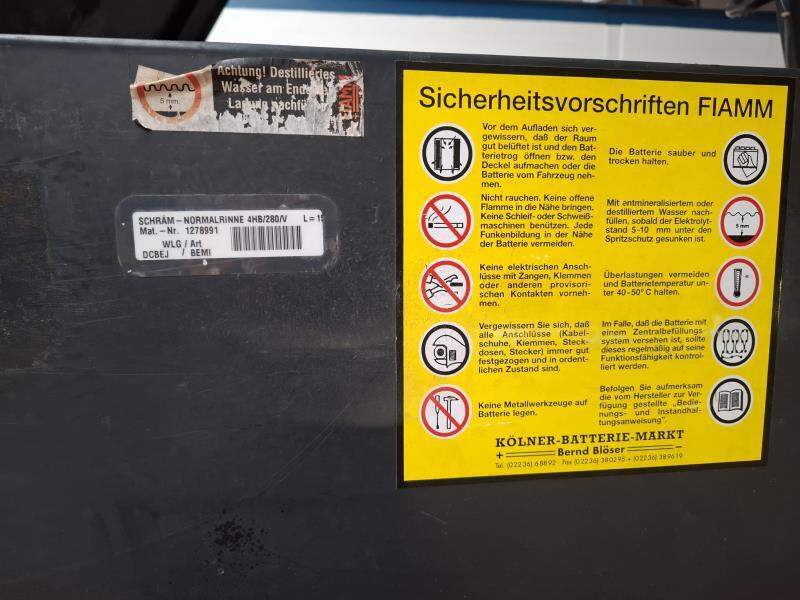 Achtung! Destilliertes
Wasser am Ende
Ladung nachfü
5 mm.
FIAMM
SCHRÄM-NORMALRINNE 4HB/280/V L=1
Mat.-Nr. 1278991
WLG / Art
DCBEJ / BEMI
Sicherheitsvorschriften FIAMM
Vor dem Aufladen sich ver-
gewissern, daß der Raum
gut belüftet ist und den Bat-
terietrog öffnen bzw. den
Deckel aufmachen oder die
Batterie vom Fahrzeug neh-
men.
Die Batterie sauber und
trocken halten.
Nicht rauchen. Keine offene
Flamme in die Nähe bringen.
Keine Schleif- oder Schweiß-
maschinen benützen. Jede
Funkenbildung in der Nähe
der Batterie vermeiden.
Mit entmineralisiertem oder
destilliertem Wasser nach-
füllen, sobald der Elektrolyt-
stand 5-10 mm unter den
Spritzschutz gesunken ist.
5 mm
Keine elektrischen Ansch-
lüsse mit Zangen, Klemmen
oder anderen provisori-
schen Kontakten vorneh-
men.
Überlastungen vermeiden
und Batterietemperatur un-
ter 40-50°C halten.
Vergewissern Sie sich, daß
alle Anschlüsse (Kabel-
schuhe, Kiemmen, Steck-
dosen, Stecker) immer gut
festgezogen und in ordent-
lichen Zustand sind.
Im Falle, daß die Batterie mit
einem Zentralbefüllungs-
system versehen ist, sollte
dieses regelmäßig auf seine
Funktionsfähigkeit kontrol-
liert werden.
Keine Metallwerkzeuge auf
Batterie legen.
Befolgen Sie aufmerksam
die vom Hersteller zur Ver-
fügung gestellte „Bedie-
nungs- und Instandhal-
tungsanweisung".
KÖLNER-BATTERIE-MARKT
+ Bernd Blöser −
Tel. (02236) 68892 · Fax (02236) 380295 + (02236) 389619